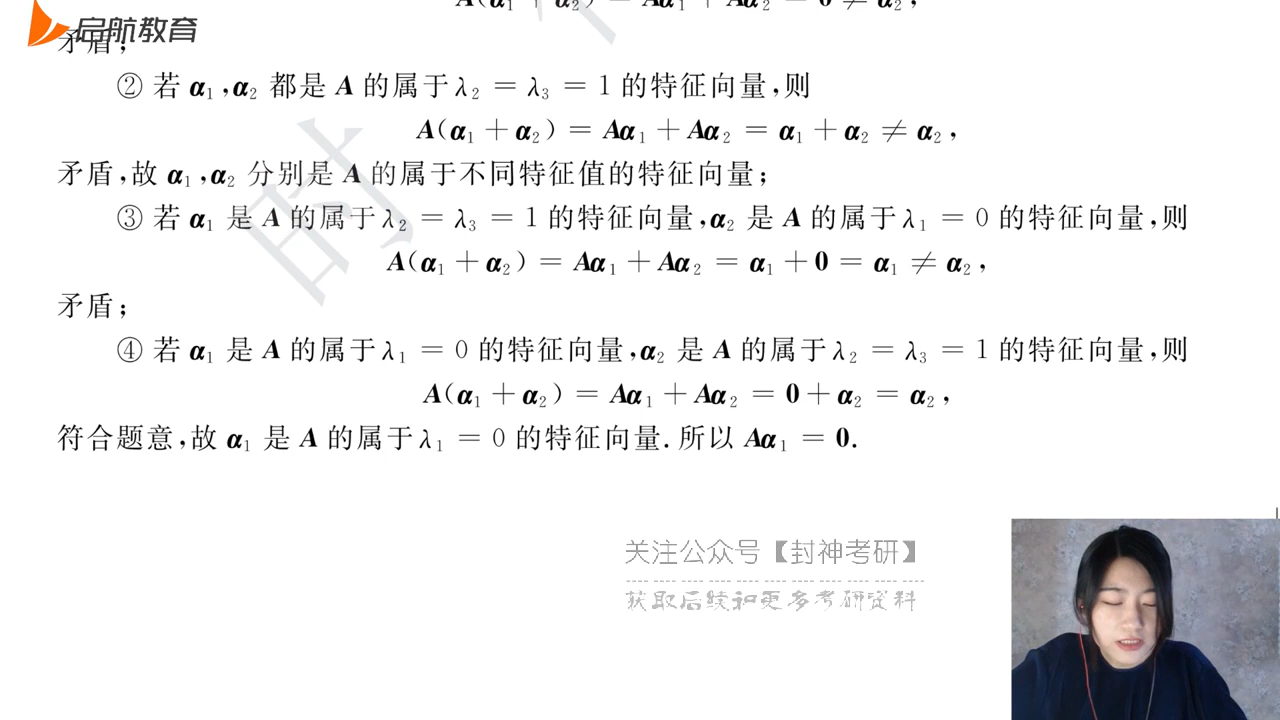 A(α₁ + α₂) = Aα₁ + Aα₂ = 0 ≠ α₂,
启航教育
矛盾;
② 若 α₁,α₂ 都是 A 的属于 λ₂ = λ₃ = 1 的特征向量,则
A(α₁ + α₂) = Aα₁ + Aα₂ = α₁ + α₂ ≠ α₂,
矛盾,故 α₁,α₂ 分别是 A 的属于不同特征值的特征向量;
③ 若 α₁ 是 A 的属于 λ₂ = λ₃ = 1 的特征向量,α₂ 是 A 的属于 λ₁ = 0 的特征向量,则
A(α₁ + α₂) = Aα₁ + Aα₂ = α₁ + 0 = α₁ ≠ α₂,
矛盾;
④ 若 α₁ 是 A 的属于 λ₁ = 0 的特征向量,α₂ 是 A 的属于 λ₂ = λ₃ = 1 的特征向量,则
A(α₁ + α₂) = Aα₁ + Aα₂ = 0 + α₂ = α₂,
符合题意,故 α₁ 是 A 的属于 λ₁ = 0 的特征向量.所以 Aα₁ = 0.
时
关注公众号【封神考研】
获取后续和更多考研资料